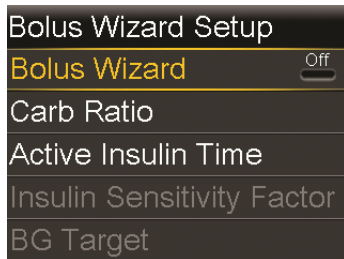 Bolus Wizard Setup
Bolus Wizard Off
Carb Ratio
Active Insulin Time
Insulin Sensitivity Factor
BG Target